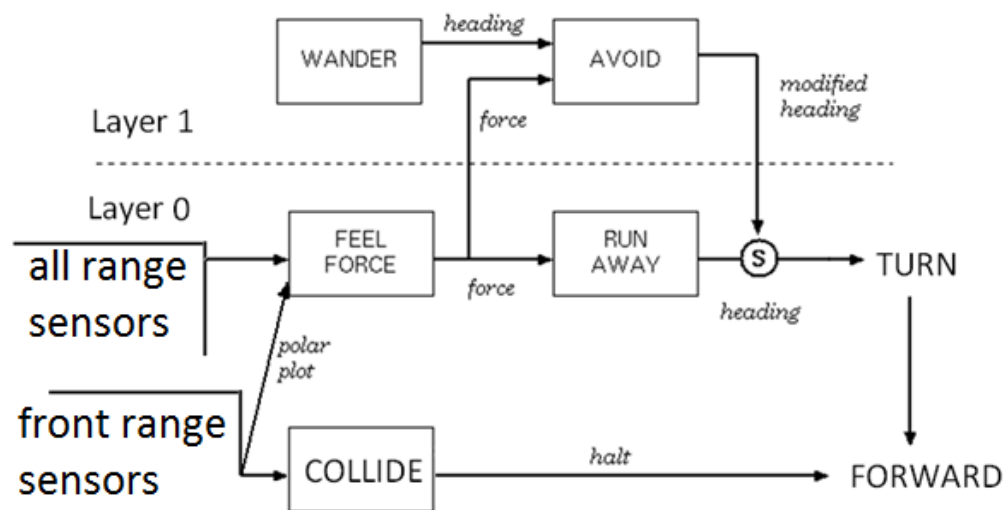 heading
WANDER
AVOID
modified
heading
force
Layer 1
Layer 0
all range
sensors
FEEL
FORCE
force
RUN
AWAY
S
heading
TURN
polar
plot
front range
sensors
COLLIDE
halt
FORWARD